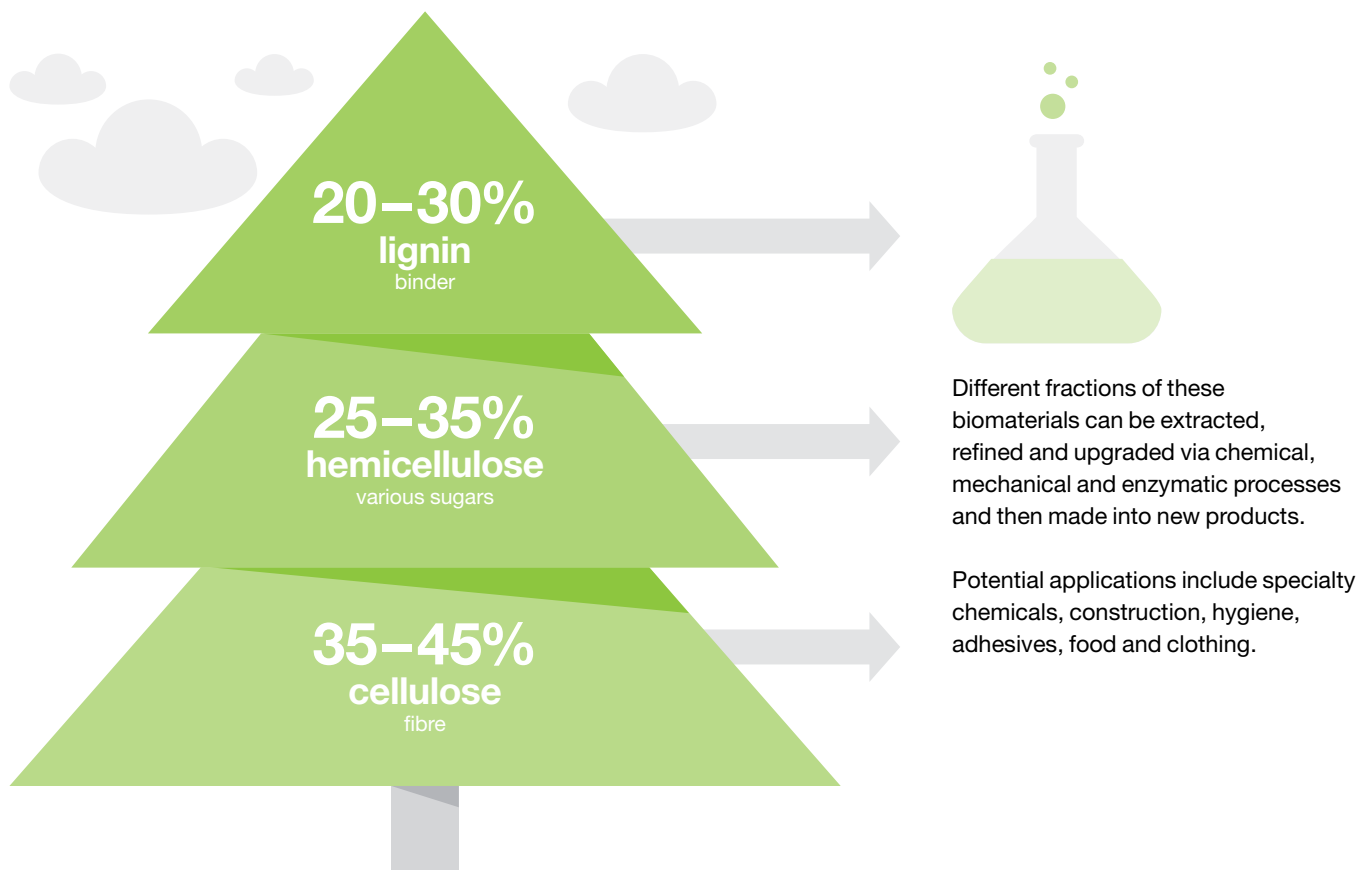 20–30%
lignin
binder
25–35%
hemicellulose
various sugars
35–45%
cellulose
fibre
Different fractions of these
biomaterials can be extracted,
refined and upgraded via chemical,
mechanical and enzymatic processes
and then made into new products.
Potential applications include specialty
chemicals, construction, hygiene,
adhesives, food and clothing.